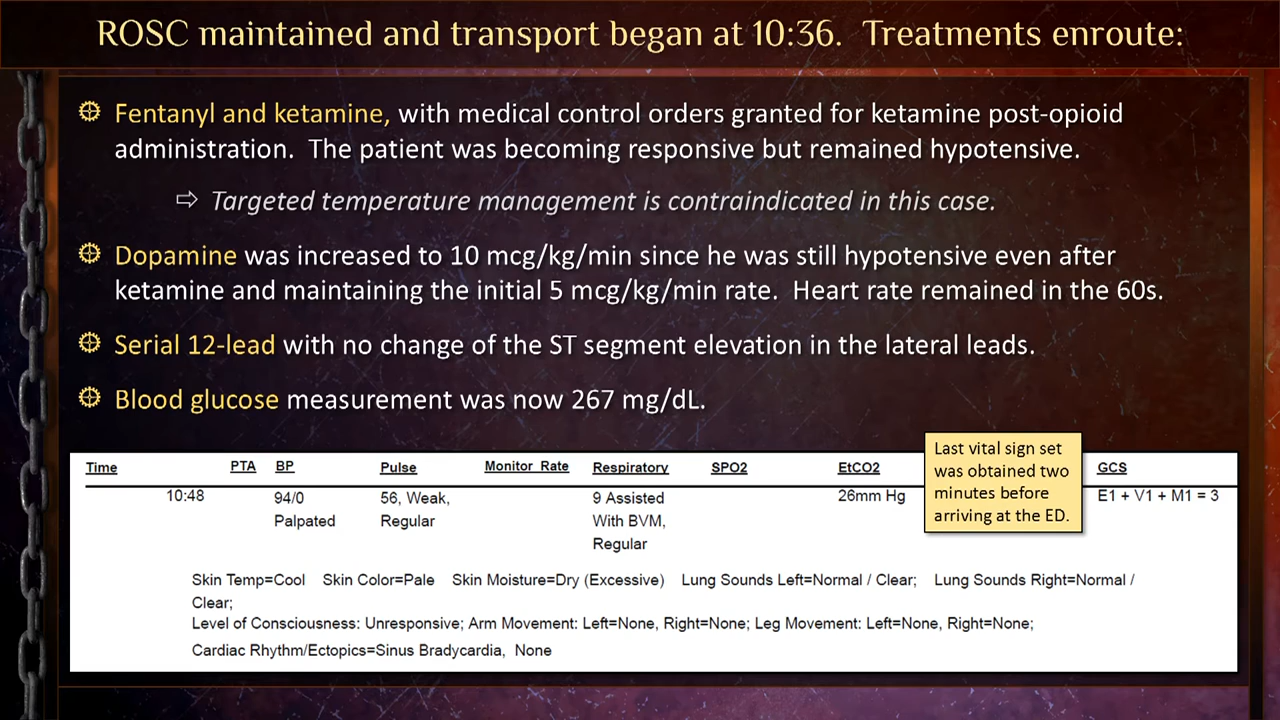 ROSC maintained and transport began at 10:36.  Treatments enroute:
Fentanyl and ketamine, with medical control orders granted for ketamine post-opioid
administration.  The patient was becoming responsive but remained hypotensive.
⇨ Targeted temperature management is contraindicated in this case.
Dopamine was increased to 10 mcg/kg/min since he was still hypotensive even after
ketamine and maintaining the initial 5 mcg/kg/min rate.  Heart rate remained in the 60s.
Serial 12-lead with no change of the ST segment elevation in the lateral leads.
Blood glucose measurement was now 267 mg/dL.
Last vital sign set
was obtained two
minutes before
arriving at the ED.
Time PTA BP Pulse Monitor Rate Respiratory SPO2 EtCO2 GCS
10:48 94/0 56, Weak, 9 Assisted 26mm Hg E1 + V1 + M1 = 3
Palpated Regular With BVM,
Regular
Skin Temp=Cool Skin Color=Pale Skin Moisture=Dry (Excessive) Lung Sounds Left=Normal / Clear; Lung Sounds Right=Normal /
Clear;
Level of Consciousness: Unresponsive; Arm Movement: Left=None, Right=None; Leg Movement: Left=None, Right=None;
Cardiac Rhythm/Ectopics=Sinus Bradycardia, None